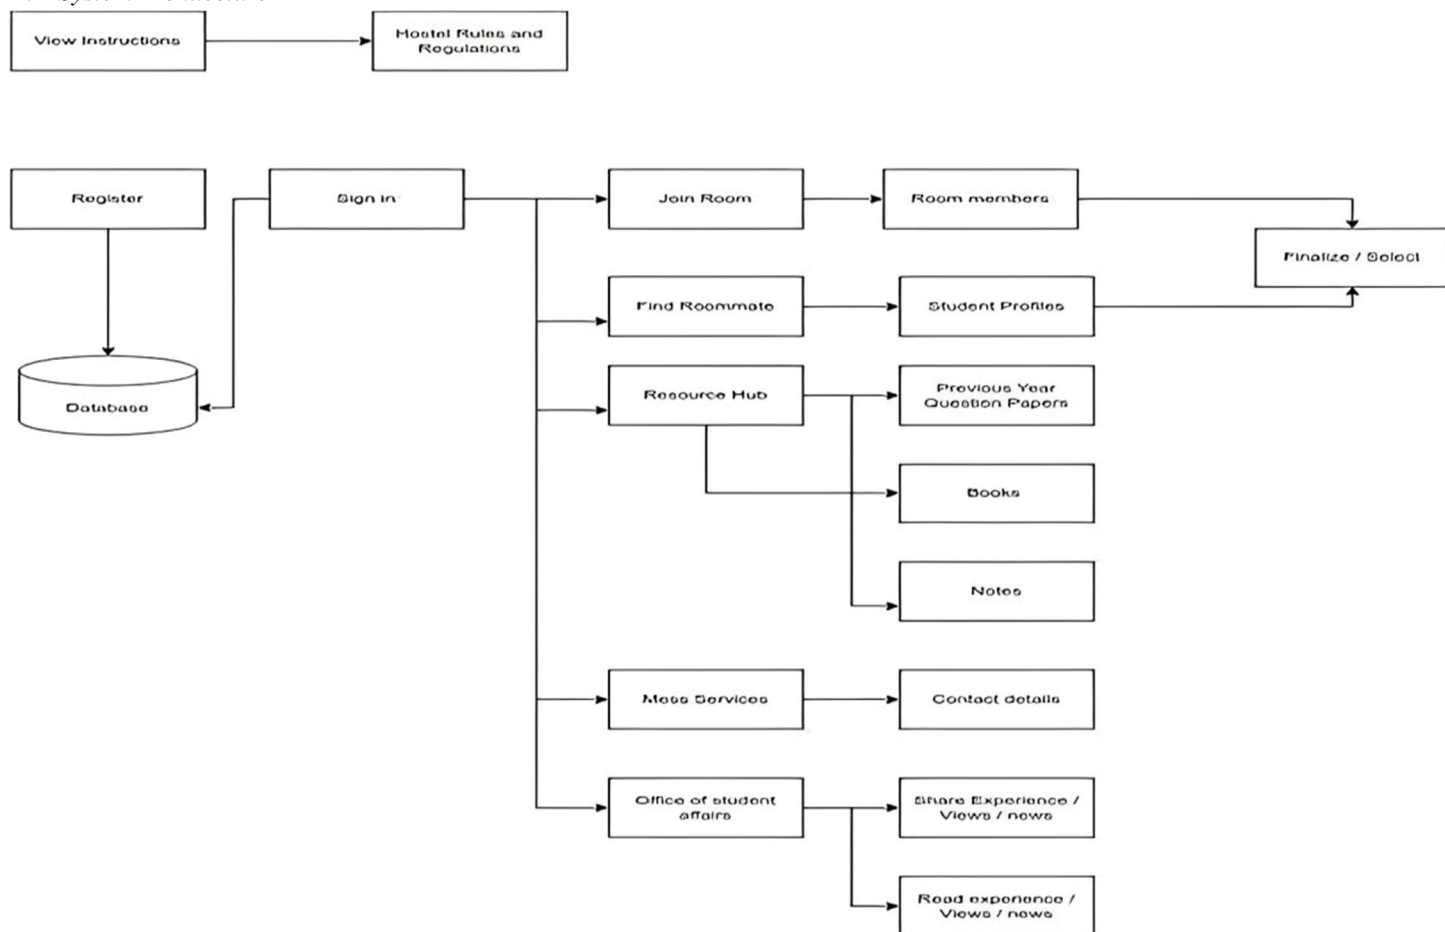 View Instructions
Hostel Rules and
Regulations
Register
Sign in
Join Room
Room members
Finalize / Select
Find Roommate
Student Profiles
Database
Resource Hub
Previous Year
Question Papers
Books
Notes
Mess Services
Contact details
Office of student
affairs
Share Experience /
Views / news
Read experience /
Views / news